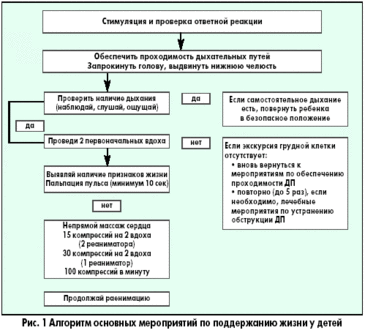 Стимуляция и проверка ответной реакции
Обеспечить проходимость дыхательных путей
Запрокинуть голову, выдвинуть нижнюю челюсть
Проверить наличие дыхания
(наблюдай, слушай, ощущай)
да
Если самостоятельное дыхание
есть, повернуть ребенка
в безопасное положение
да
Проведи 2 первоначальных вдоха
нет
Если экскурсия грудной клетки
отсутствует:
• вновь вернуться к
мероприятиям по обеспечению
проходимости ДП
• повторно (до 5 раз), если
необходимо, лечебные
мероприятия по устранению
обструкции ДП
Выявляй наличие признаков жизни
Пальпация пульса (минимум 10 сек)
нет
Непрямой массаж сердца
15 компрессий на 2 вдоха
(2 реаниматора)
30 компрессий на 2 вдоха
(1 реаниматор)
100 компрессий в минуту
Продолжай реанимацию
Рис. 1 Алгоритм основных мероприятий по поддержанию жизни у детей